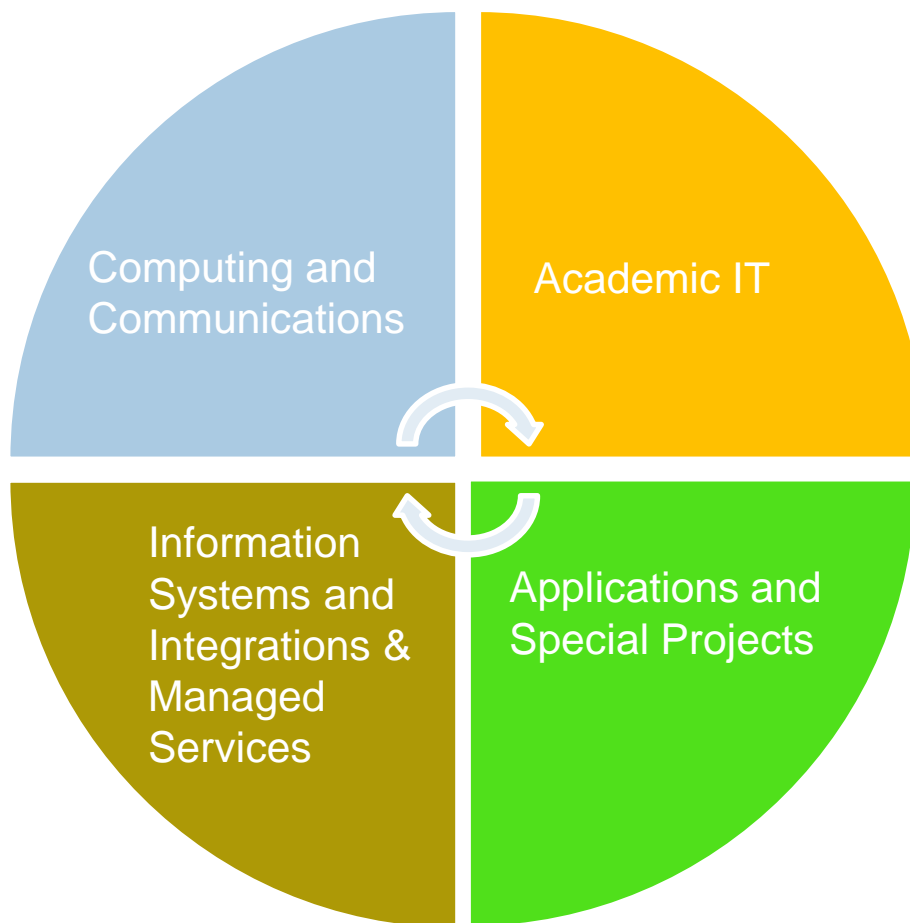 Computing and
Communications
Academic IT
Information
Systems and
Integrations &
Managed
Services
Applications and
Special Projects